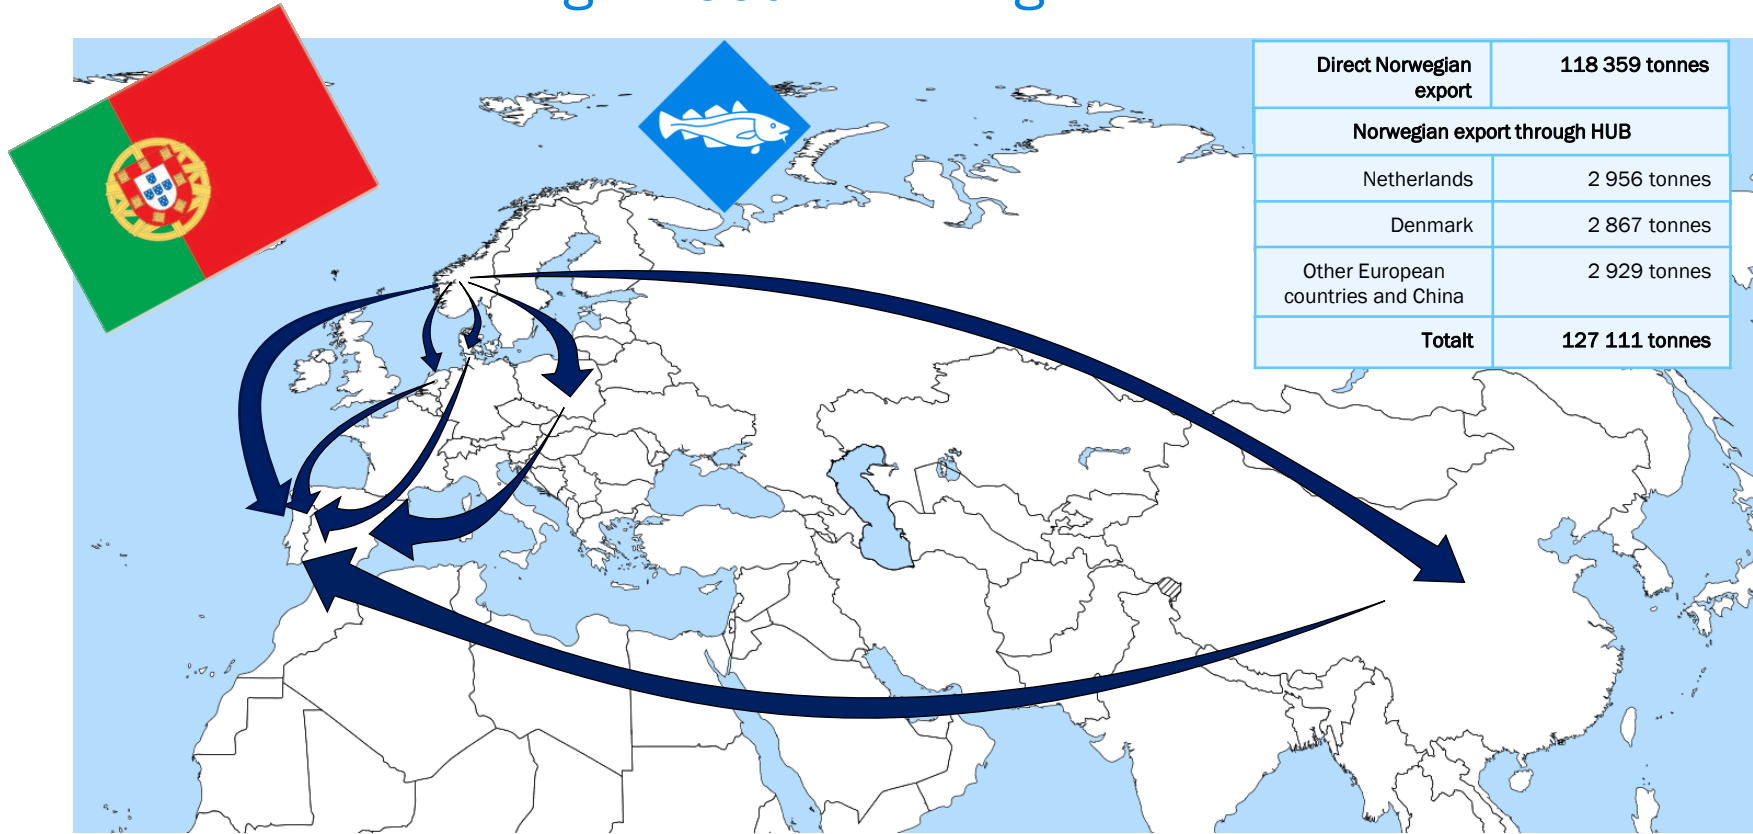 Direct Norwegian 118 359 tonnes
export
Norwegian export through HUB
Netherlands 2 956 tonnes
Denmark 2 867 tonnes
Other European 2 929 tonnes
countries and China
Totalt 127 111 tonnes